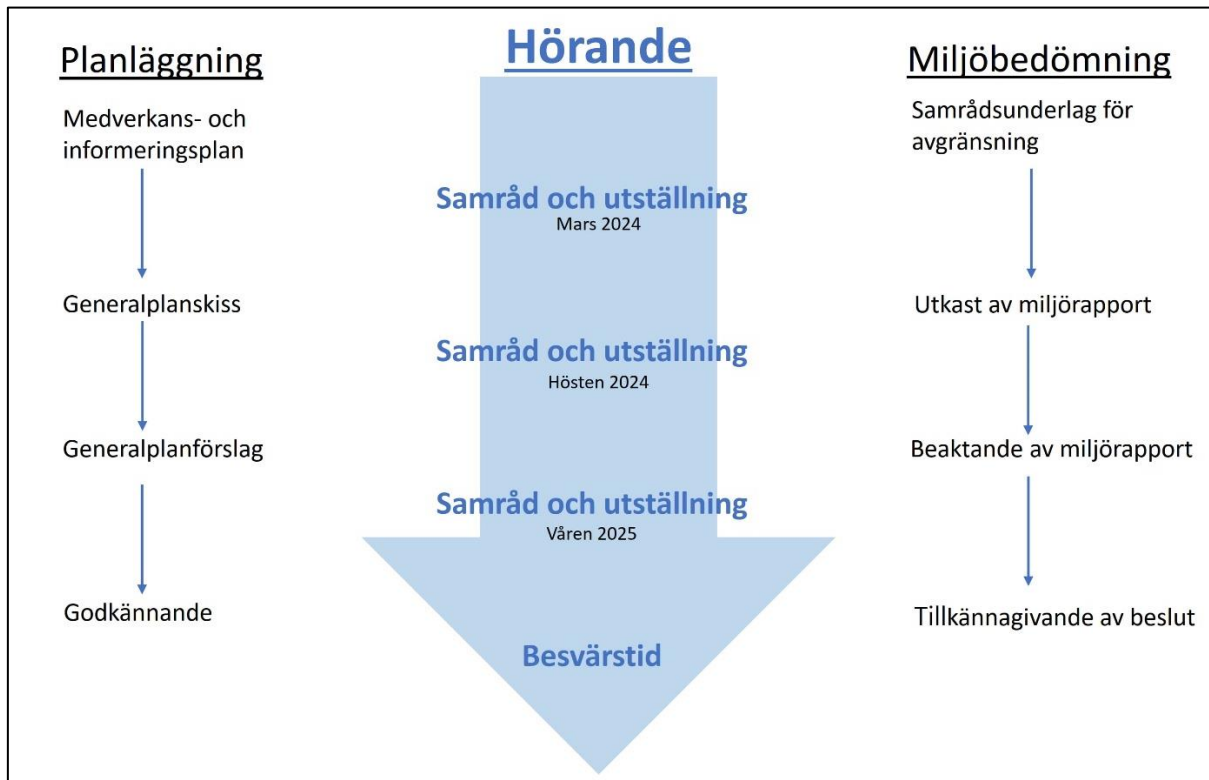 Planläggning
Medverkans- och
informeringsplan
Generalplanskiss
Generalplanförslag
Godkännande
Hörande
Samråd och utställning
Mars 2024
Samråd och utställning
Hösten 2024
Samråd och utställning
Våren 2025
Besvärstid
Miljöbedömning
Samrådsunderlag för
avgränsning
Utkast av miljörapport
Beaktande av miljörapport
Tillkännagivande av beslut